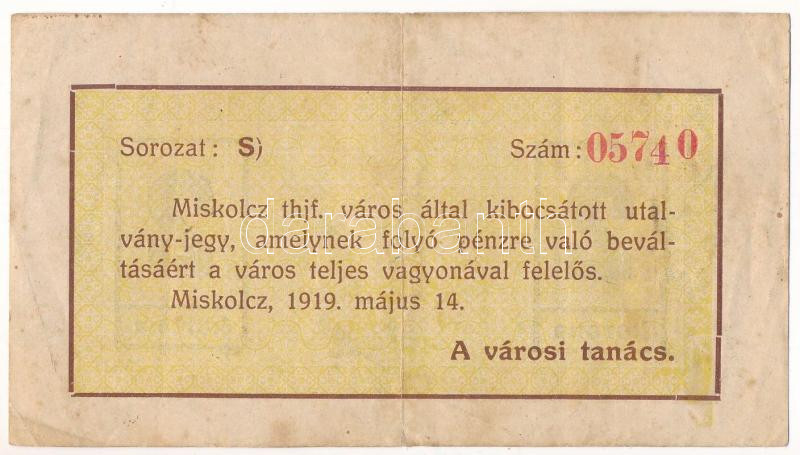 Sorozat: S) Szám: 05740
Miskolcz thjf. város által kibocsátott utal-
vány-jegy, amelynek folyó pénzre való bevál-
tásáért a város teljes vagyonával felelős.
Miskolcz, 1919. május 14.
A városi tanács.
darabanth